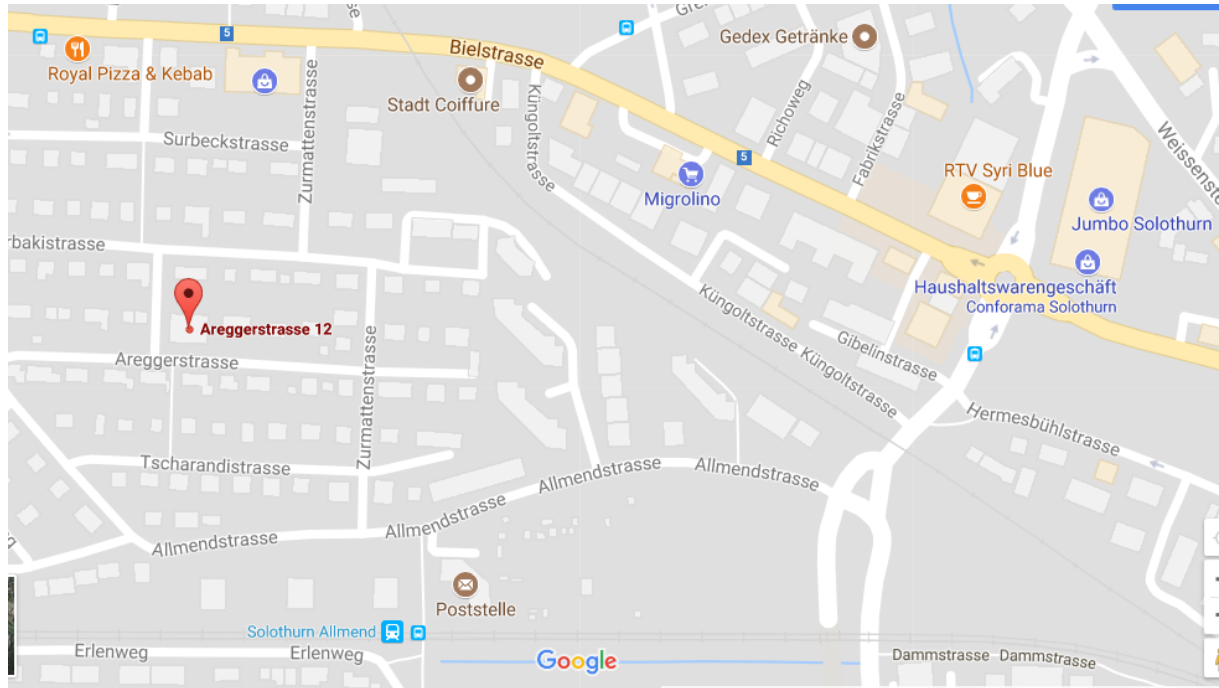 Gedex Getränke
5
Bielstrasse
Royal Pizza & Kebab
Stadt Coiffure
Zurmattenstrasse
Küngoltstrasse
Richoweg
Fabrikstrasse
Weissenst
Surbeckstrasse
5
RTV Syri Blue
Migrolino
Jumbo Solothurn
rbakistrasse
Haushaltswarengeschäft
Conforama Solothurn
Areggerstrasse 12
Küngoltstrasse
Küngoltstrasse
Gibelinstrasse
Areggerstrasse
Zurmattenstrasse
Hermesbühlstrasse
Tscharandistrasse
Allmendstrasse
Allmendstrasse
Allmendstrasse
Allmendstrasse
Poststelle
Solothurn Allmend
Erlenweg
Erlenweg
Google
Dammstrasse
Dammstrasse